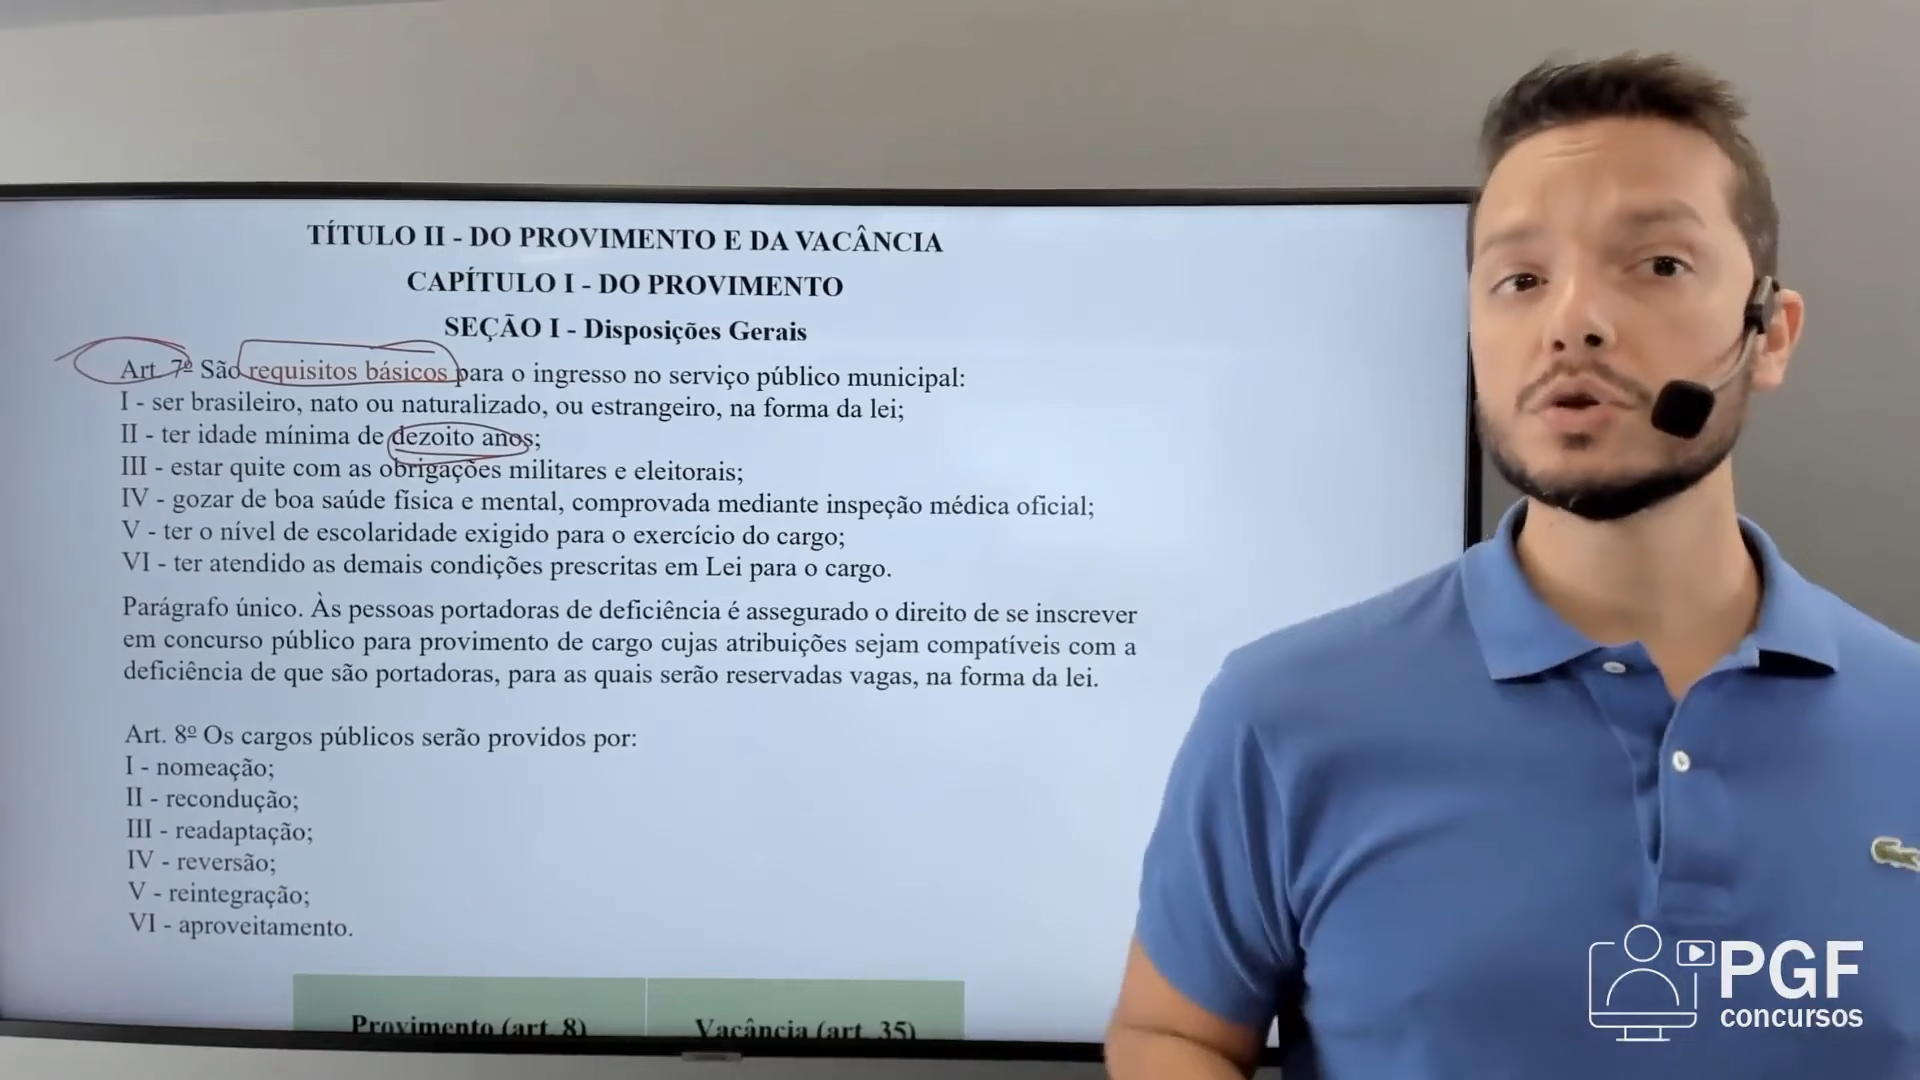 TÍTULO II - DO PROVIMENTO E DA VACÂNCIA
CAPÍTULO I - DO PROVIMENTO
SEÇÃO I - Disposições Gerais
Art. 7º São requisitos básicos para o ingresso no serviço público municipal:
I - ser brasileiro, nato ou naturalizado, ou estrangeiro, na forma da lei;
II - ter idade mínima de dezoito anos;
III - estar quite com as obrigações militares e eleitorais;
IV - gozar de boa saúde física e mental, comprovada mediante inspeção médica oficial;
V - ter o nível de escolaridade exigido para o exercício do cargo;
VI - ter atendido as demais condições prescritas em Lei para o cargo.
Parágrafo único. Às pessoas portadoras de deficiência é assegurado o direito de se inscrever
em concurso público para provimento de cargo cujas atribuições sejam compatíveis com a
deficiência de que são portadoras, para as quais serão reservadas vagas, na forma da lei.
Art. 8º Os cargos públicos serão providos por:
I - nomeação;
II - recondução;
III - readaptação;
IV - reversão;
V - reintegração;
VI - aproveitamento.
Provimento (art. 8) Vacância (art. 35)
PGF
concursos